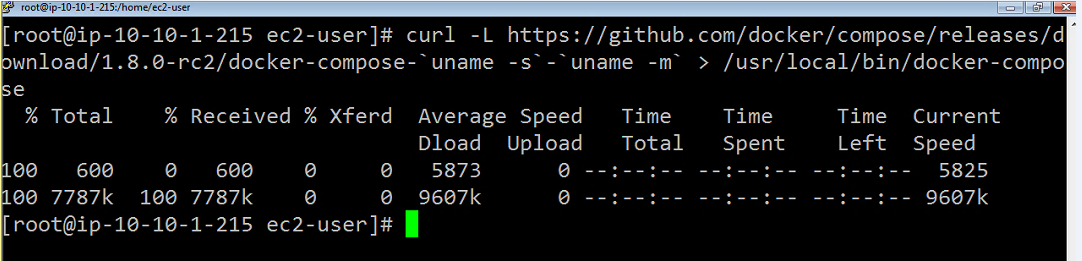 root@ip-10-10-1-215:/home/ec2-user
[root@ip-10-10-1-215 ec2-user]# curl -L https://github.com/docker/compose/releases/d
ownload/1.8.0-rc2/docker-compose-`uname -s`-`uname -m` > /usr/local/bin/docker-compo
se
% Total % Received % Xferd Average Speed Time Time Time Current
Dload Upload Total Spent Left Speed
100 600 0 600 0 0 5873 0 --:--:-- --:--:-- --:--:-- 5825
100 7787k 100 7787k 0 0 9607k 0 --:--:-- --:--:-- --:--:-- 9607k
[root@ip-10-10-1-215 ec2-user]#